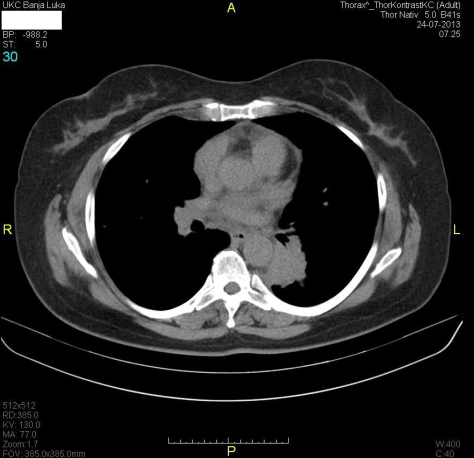 UKC Banja Luka
BP: -988.2
ST: 5.0
30
A
Thorax^_ThorKontrastKC (Adult)
Thor Nativ 5.0 B41s
24-07-2013
07.25
R
L
512x512
RD:385.0
KV: 130.0
MA: 77.0
Zoom:1.7
FOV: 385.0x385.0mm
P
W:400
C:40